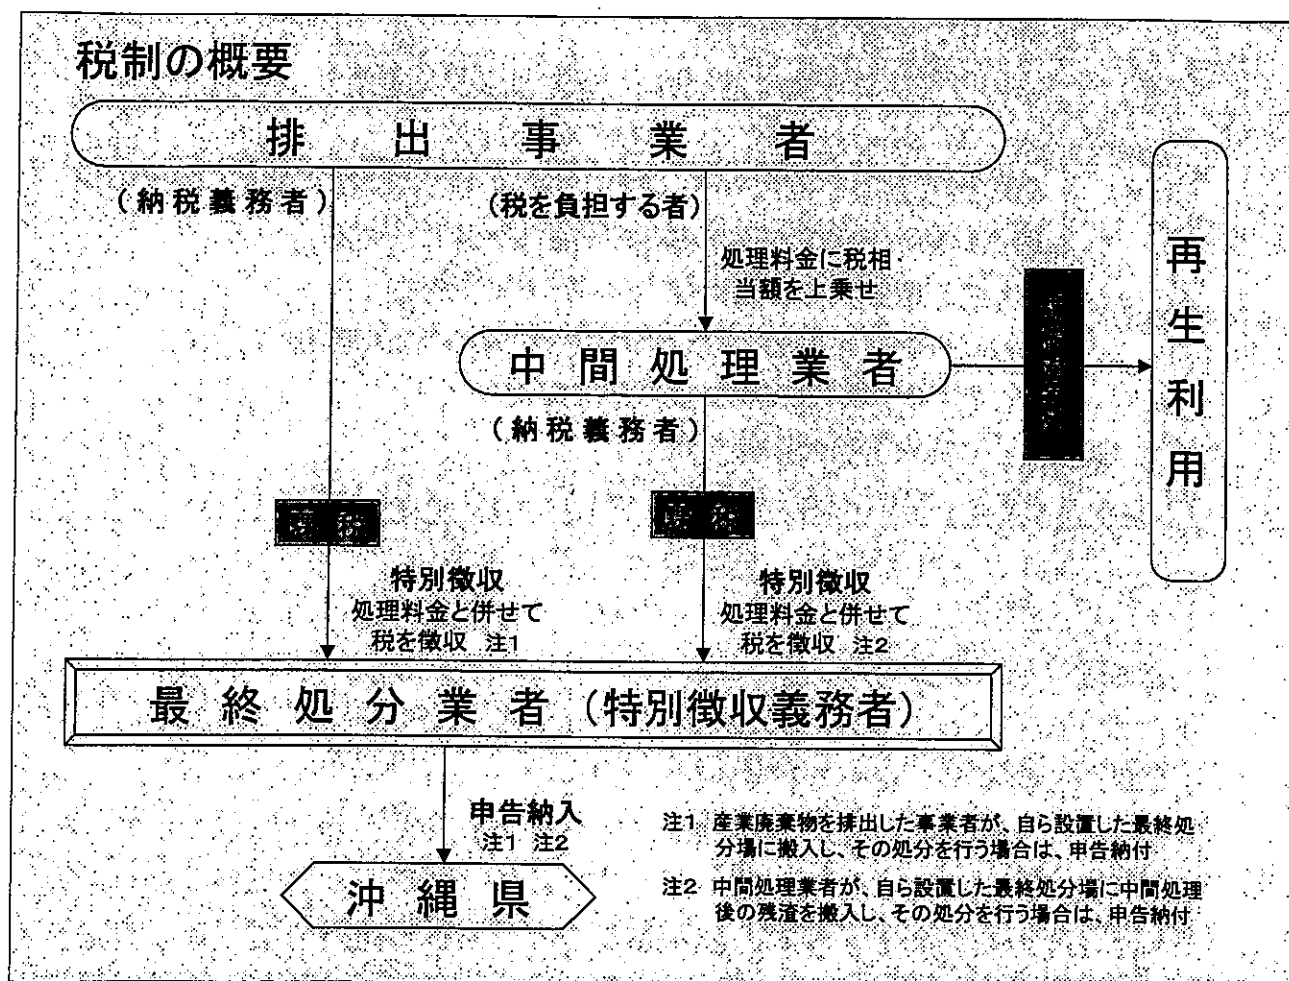 税制の概要
排出事業者
(納税義務者)
(税を負担する者)
処理料金に税相
当額を上乗せ
再生利用
中間処理業者
(納税義務者)
課税
課税
特別徴収
処理料金と併せて
税を徴収 注1
特別徴収
処理料金と併せて
税を徴収 注2
最終処分業者(特別徴収義務者)
申告納入
注1 注2
沖縄県
注1 産業廃棄物を排出した事業者が、自ら設置した最終処
分場に搬入し、その処分を行う場合は、申告納付
注2 中間処理業者が、自ら設置した最終処分場に中間処理
後の残渣を搬入し、その処分を行う場合は、申告納付